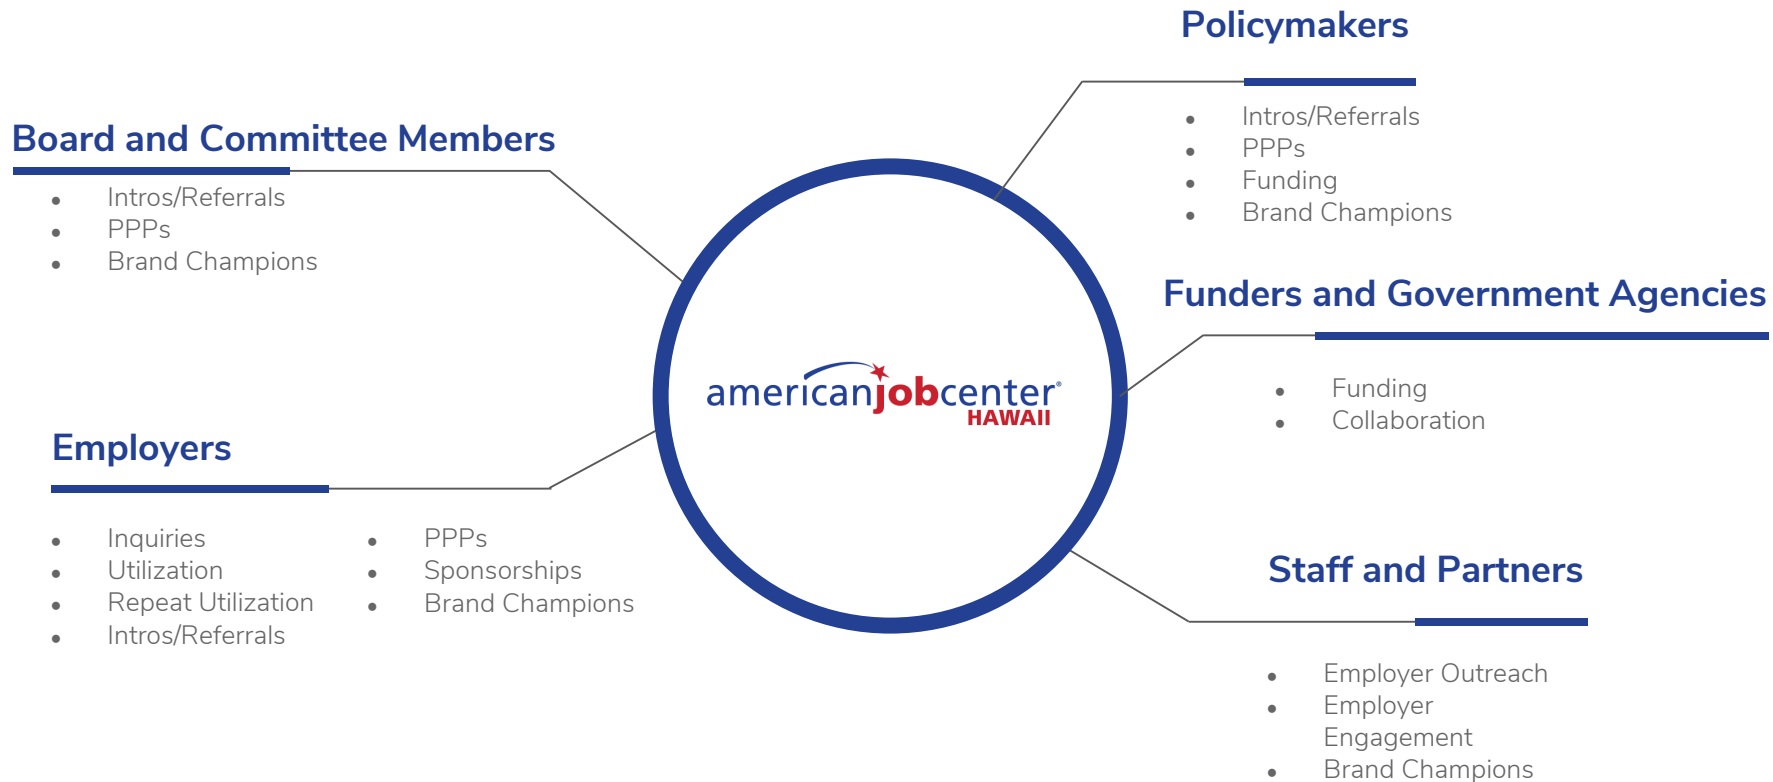 Policymakers
Intros/Referrals
PPPs
Funding
Brand Champions
Board and Committee Members
Intros/Referrals
PPPs
Brand Champions
Funders and Government Agencies
Funding
Collaboration
americanjobcenter®
HAWAII
Employers
Inquiries
Utilization
Repeat Utilization
Intros/Referrals
PPPs
Sponsorships
Brand Champions
Staff and Partners
Employer Outreach
Employer
Engagement
Brand Champions